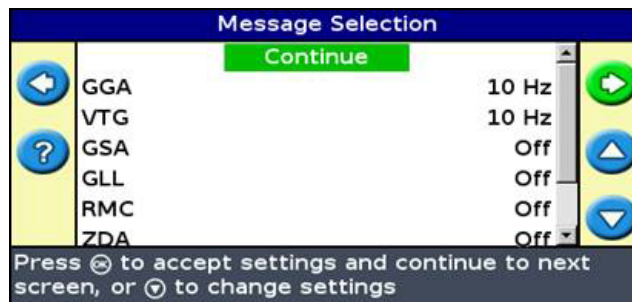 Message Selection
Continue
GGA 10 Hz
VTG 10 Hz
GSA Off
GLL Off
RMC Off
ZDA Off
?
Press OK to accept settings and continue to next
screen, or ▼ to change settings